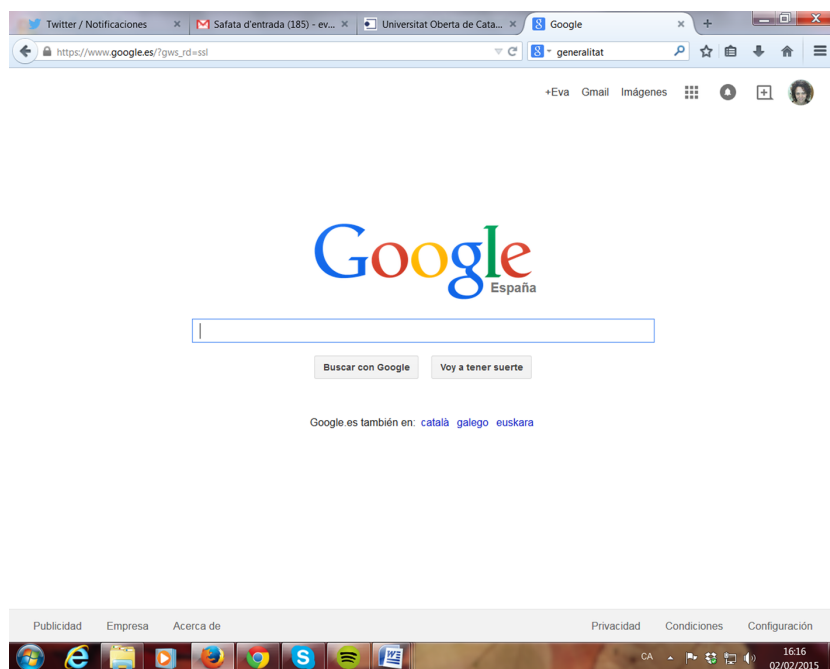 Twitter / Notificaciones
Safata d'entrada (185) - ev...
Universitat Oberta de Cata...
Google
https://www.google.es/?gws_rd=ssl
generalitat
+Eva Gmail Imágenes
Google
España
Buscar con Google Voy a tener suerte
Google.es también en: català galego euskara
Publicidad Empresa Acerca de Privacidad Condiciones Configuración
CA
16:16
02/02/2015